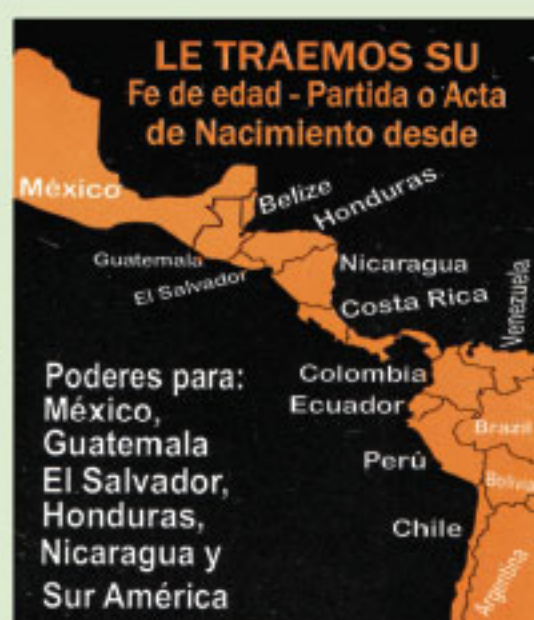 LE TRAEMOS SU
Fe de edad - Partida o Acta
de Nacimiento desde
México
Belize
Honduras
Guatemala
El Salvador
Nicaragua
Costa Rica
Venezuela
Colombia
Ecuador
Brazil
Perú
Bolivia
Chile
Argentina
Poderes para:
México,
Guatemala
El Salvador,
Honduras,
Nicaragua y
Sur América